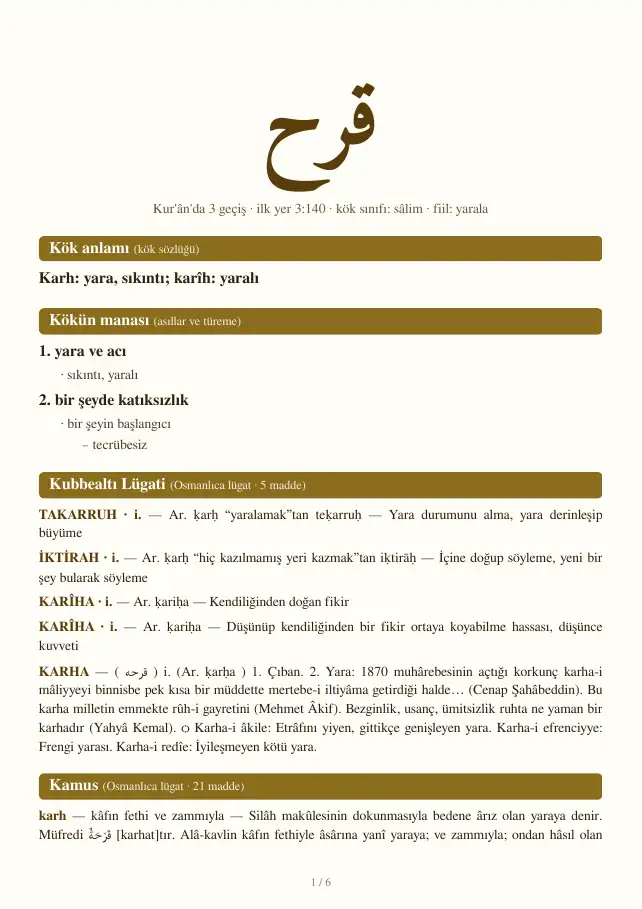 قرح
Kur'ân'da 3 geçiş · ilk yer 3:140 · kök sınıfı: sâlim · fiil: yarala
Kök anlamı (kök sözlüğü)
Karh: yara, sıkıntı; karîh: yaralı
Kökün manası (asıllar ve türeme)
1. yara ve acı
· sıkıntı, yaralı
2. bir şeyde katıksızlık
· bir şeyin başlangıcı
– tecrübesiz
Kubbealtı Lügati (Osmanlıca lügat · 5 madde)
TAKARRUH · i. — Ar. ḳarḥ “yaralamak”tan teḳarruḥ — Yara durumunu alma, yara derinleşip
büyüme
İKTİRAH · i. — Ar. ḳarḥ “hiç kazılmamış yeri kazmak”tan iḳtirāḥ — İçine doğup söyleme, yeni bir
şey bularak söyleme
KARÎHA · i. — Ar. ḳariḥa — Kendiliğinden doğan fikir
KARÎHA · i. — Ar. ḳariḥa — Düşünüp kendiliğinden bir fikir ortaya koyabilme hassası, düşünce
kuvveti
KARHA — ( قرحه ) i. (Ar. ḳarḥa ) 1. Çıban. 2. Yara: 1870 muhârebesinin açtığı korkunç karha-i
mâliyyeyi binnisbe pek kısa bir müddette mertebe-i iltiyâma getirdiği halde… (Cenap Şahâbeddin). Bu
karha milletin emmekte rûh-i gayretini (Mehmet Âkif). Bezginlik, usanç, ümitsizlik ruhta ne yaman bir
karhadır (Yahyâ Kemal). ѻ Karha-i âkile: Etrâfını yiyen, gittikçe genişleyen yara. Karha-i efrenciyye:
Frengi yarası. Karha-i redîe: İyileşmeyen kötü yara.
Kamus (Osmanlıca lügat · 21 madde)
karh — kâfın fethi ve zammıyla — Silâh makûlesinin dokunmasıyla bedene ârız olan yaraya denir.
Müfredi قَرْحَةٌ [karhat]tır. Alâ-kavlin kâfın fethiyle âsârına yanî yaraya; ve zammıyla; ondan hâsıl olan
1 / 6